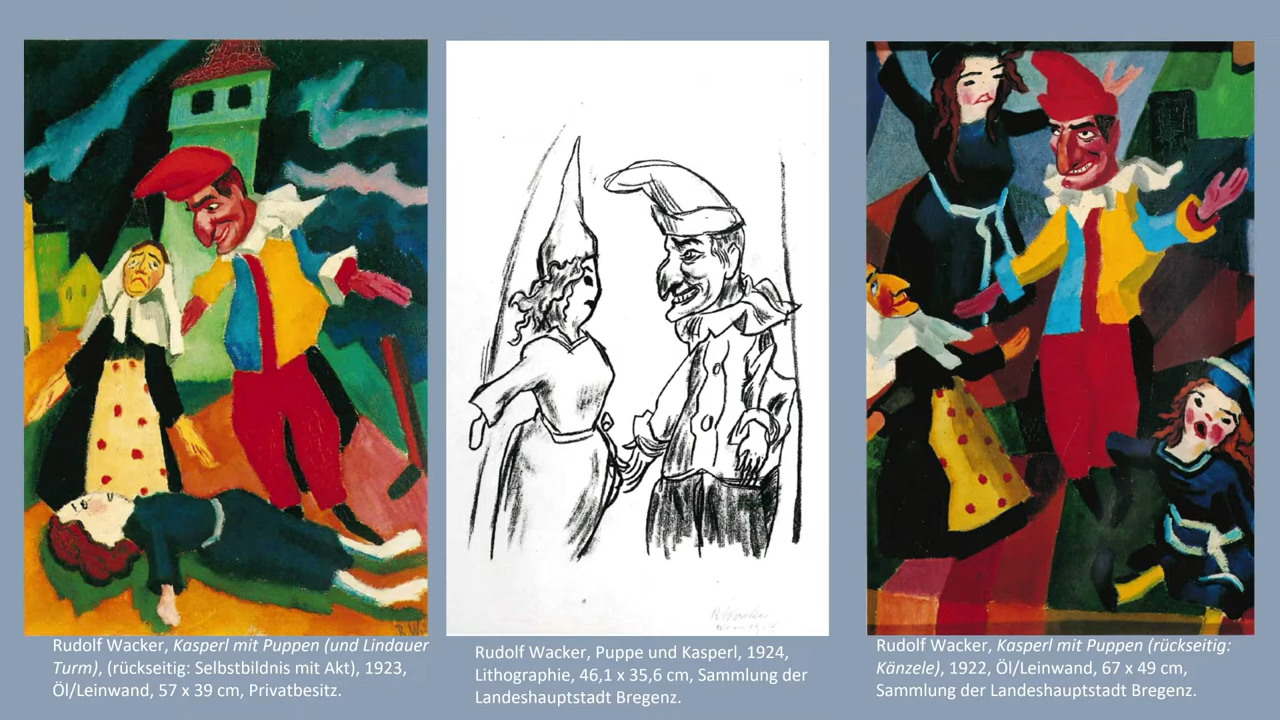 Rudolf Wacker, Kasperl mit Puppen (und Lindauer
Turm), (rückseitig: Selbstbildnis mit Akt), 1923,
Öl/Leinwand, 57 x 39 cm, Privatbesitz.
Rudolf Wacker, Puppe und Kasperl, 1924,
Lithographie, 46,1 x 35,6 cm, Sammlung der
Landeshauptstadt Bregenz.
Rudolf Wacker, Kasperl mit Puppen (rückseitig:
Känzele), 1922, Öl/Leinwand, 67 x 49 cm,
Sammlung der Landeshauptstadt Bregenz.